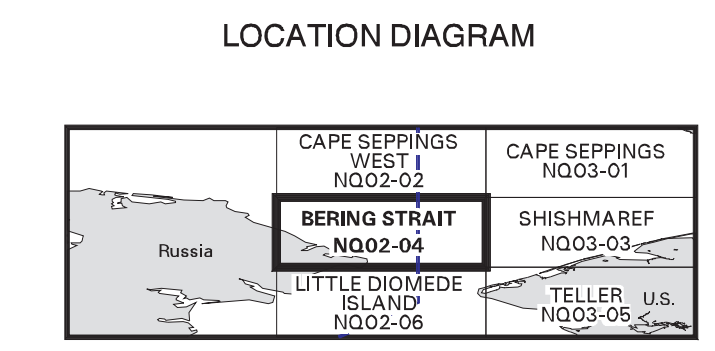 LOCATION DIAGRAM
CAPE SEPPINGS
WEST
NQ02-02
CAPE SEPPINGS
NQ03-01
BERING STRAIT
NQ02-04
SHISHMAREF
NQ03-03
Russia
LITTLE DIOMEDE
ISLAND
NQ02-06
TELLER
NQ03-05
U.S.